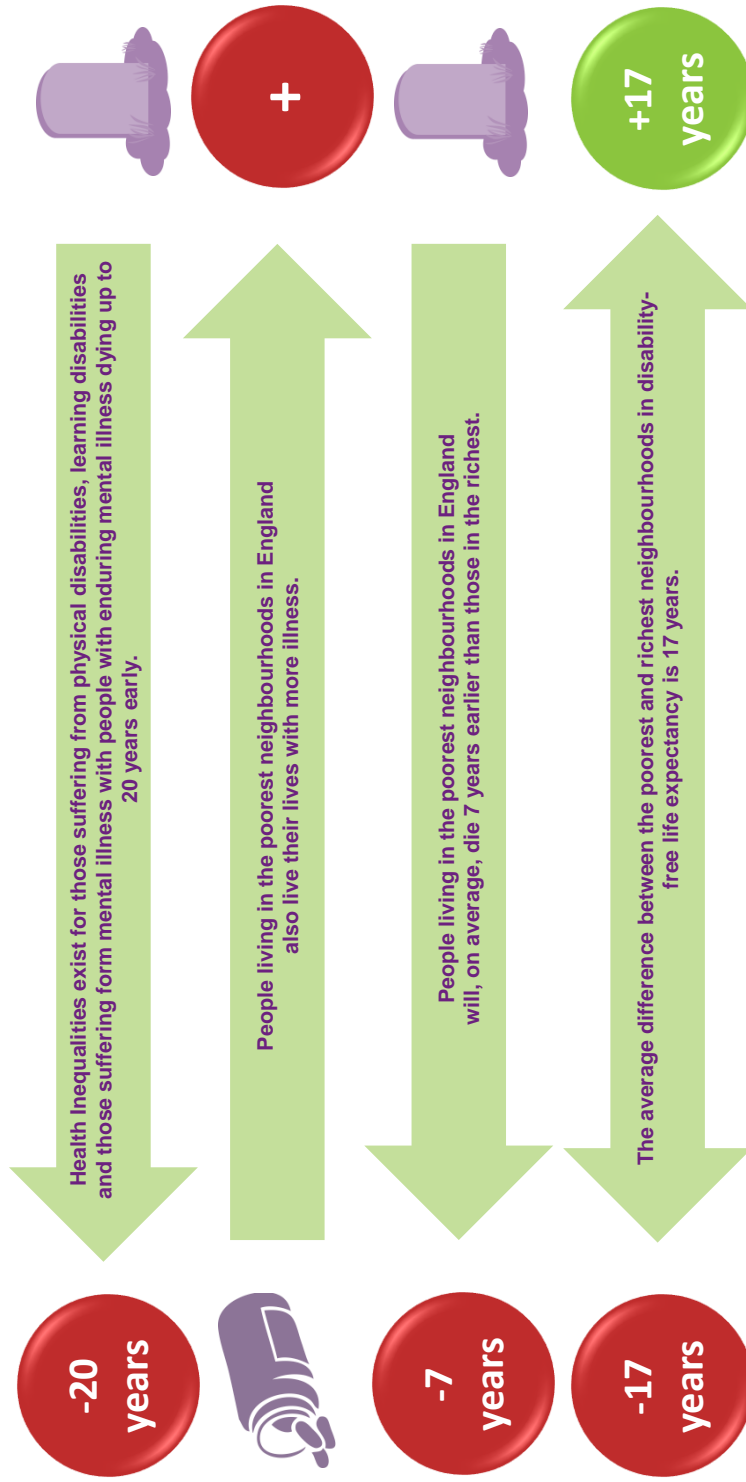 -20
years
Health Inequalities exist for those suffering from physical disabilities, learning disabilities
and those suffering form mental illness with people with enduring mental illness dying up to
20 years early.
People living in the poorest neighbourhoods in England
also live their lives with more illness.
+
-7
years
People living in the poorest neighbourhoods in England
will, on average, die 7 years earlier than those in the richest.
-17
years
The average difference between the poorest and richest neighbourhoods in disability-
free life expectancy is 17 years.
+17
years